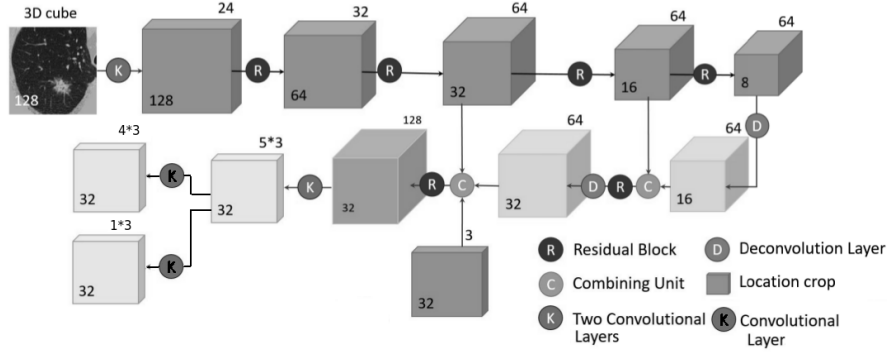 3D cube
24
32
64
64
64
128
K
128
R
64
R
32
R
16
R
8
D
4*3
5*3
128
64
64
32
K
32
K
32
R
C
32
D
R
C
16
1*3
32
K
3
32
R Residual Block
D Deconvolution Layer
C Combining Unit
Location crop
K Two Convolutional
Layers
K Convolutional
Layer